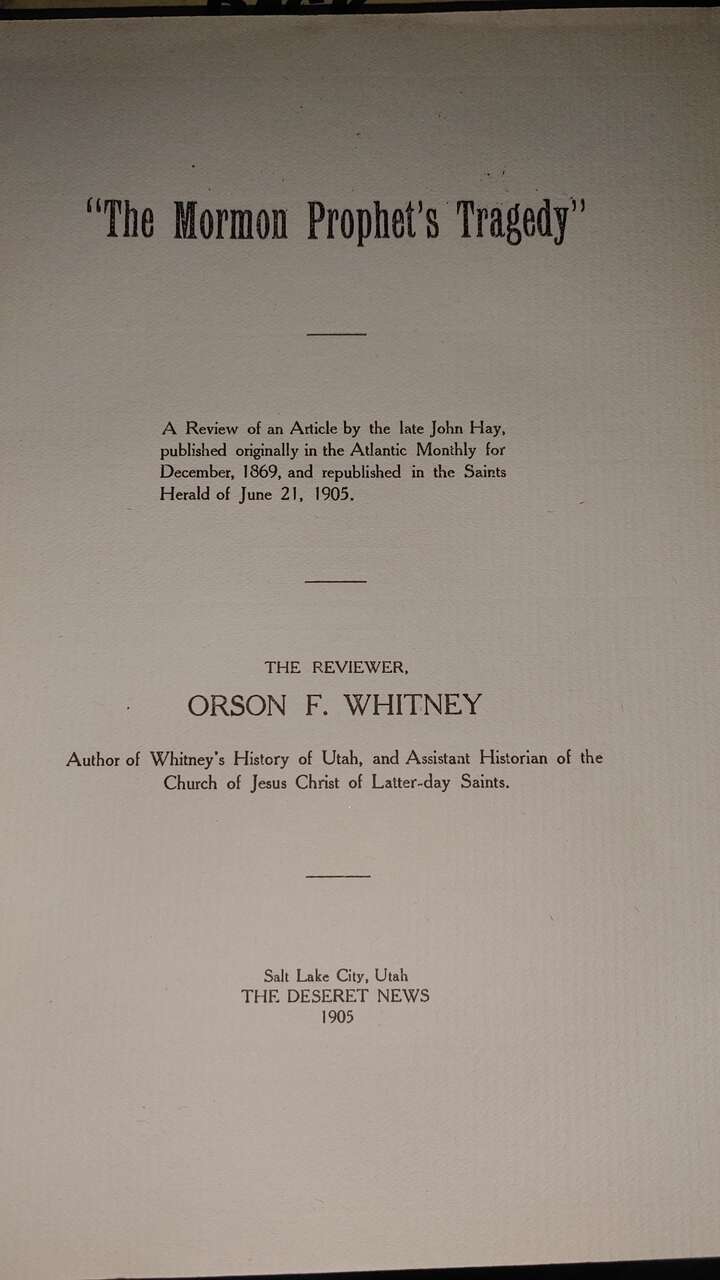 “The Mormon Prophet's Tragedy”
A Review of an Article by the late John Hay,
published originally in the Atlantic Monthly for
December, 1869, and republished in the Saints
Herald of June 21, 1905.
THE REVIEWER,
ORSON F. WHITNEY
Author of Whitney's History of Utah, and Assistant Historian of the
Church of Jesus Christ of Latter-day Saints.
Salt Lake City, Utah
THE DESERET NEWS
1905